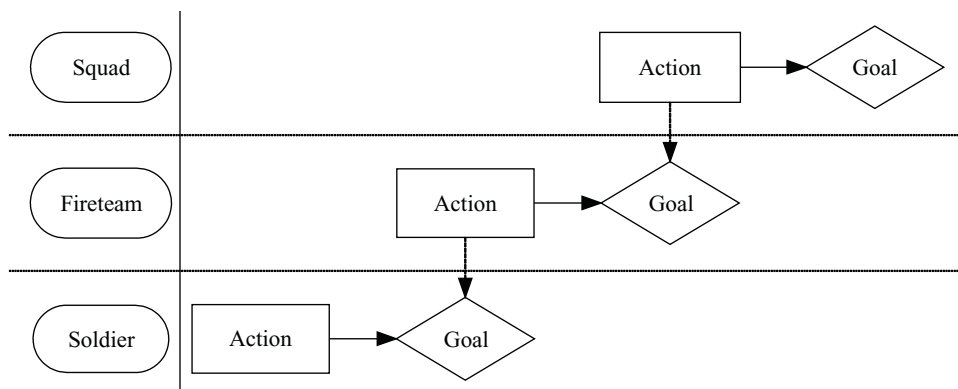 Squad
Action
Goal
Fireteam
Action
Goal
Soldier
Action
Goal